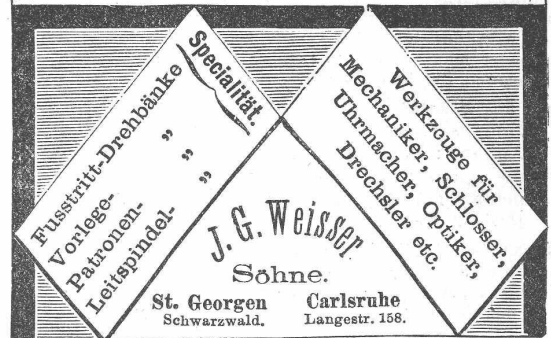 Specialität.
Fusstritt-Drehbänke
Vorlege- „
Patronen- „
Leitspindel- „
Werkzeuge für
Mechaniker, Schlosser,
Uhrmacher, Optiker,
Drechsler etc.
J. G. Weisser
Söhne.
St. Georgen
Schwarzwald.
Carlsruhe
Langestr. 158.